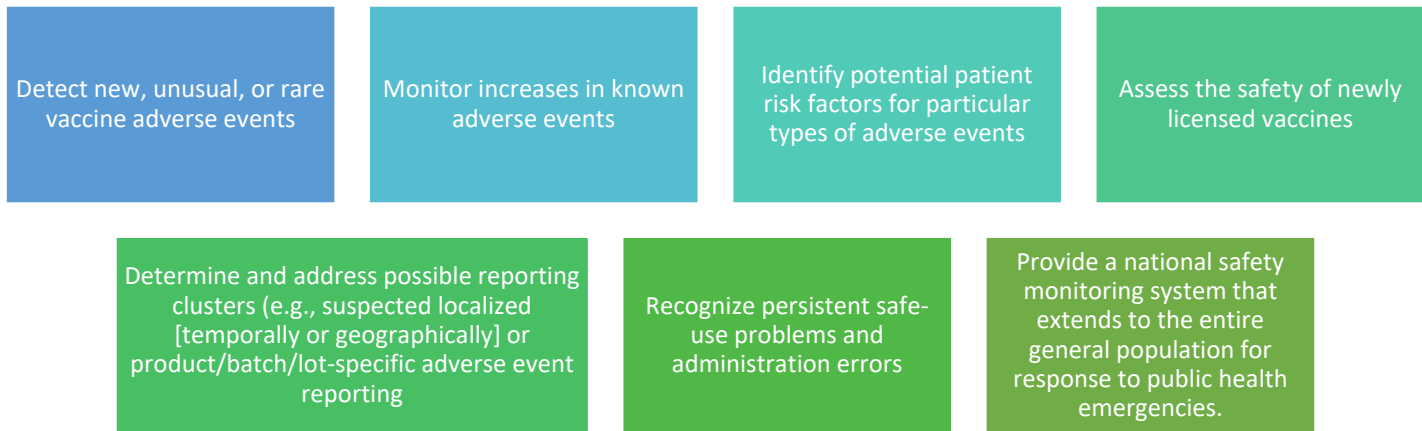 Detect new, unusual, or rare
vaccine adverse events
Monitor increases in known
adverse events
Identify potential patient
risk factors for particular
types of adverse events
Assess the safety of newly
licensed vaccines
Determine and address possible reporting
clusters (e.g., suspected localized
[temporally or geographically] or
product/batch/lot-specific adverse event
reporting
Recognize persistent safe-
use problems and
administration errors
Provide a national safety
monitoring system that
extends to the entire
general population for
response to public health
emergencies.